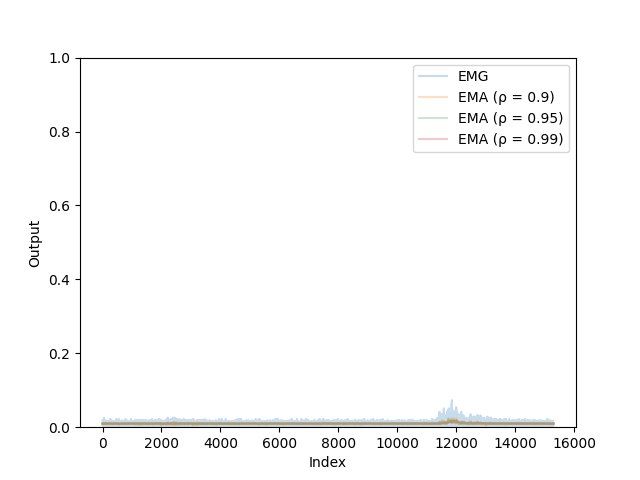 1.0
0.8
0.6
0.4
0.2
0.0
Output
EMG
EMA (ρ = 0.9)
EMA (ρ = 0.95)
EMA (ρ = 0.99)
0 2000 4000 6000 8000 10000 12000 14000 16000
Index